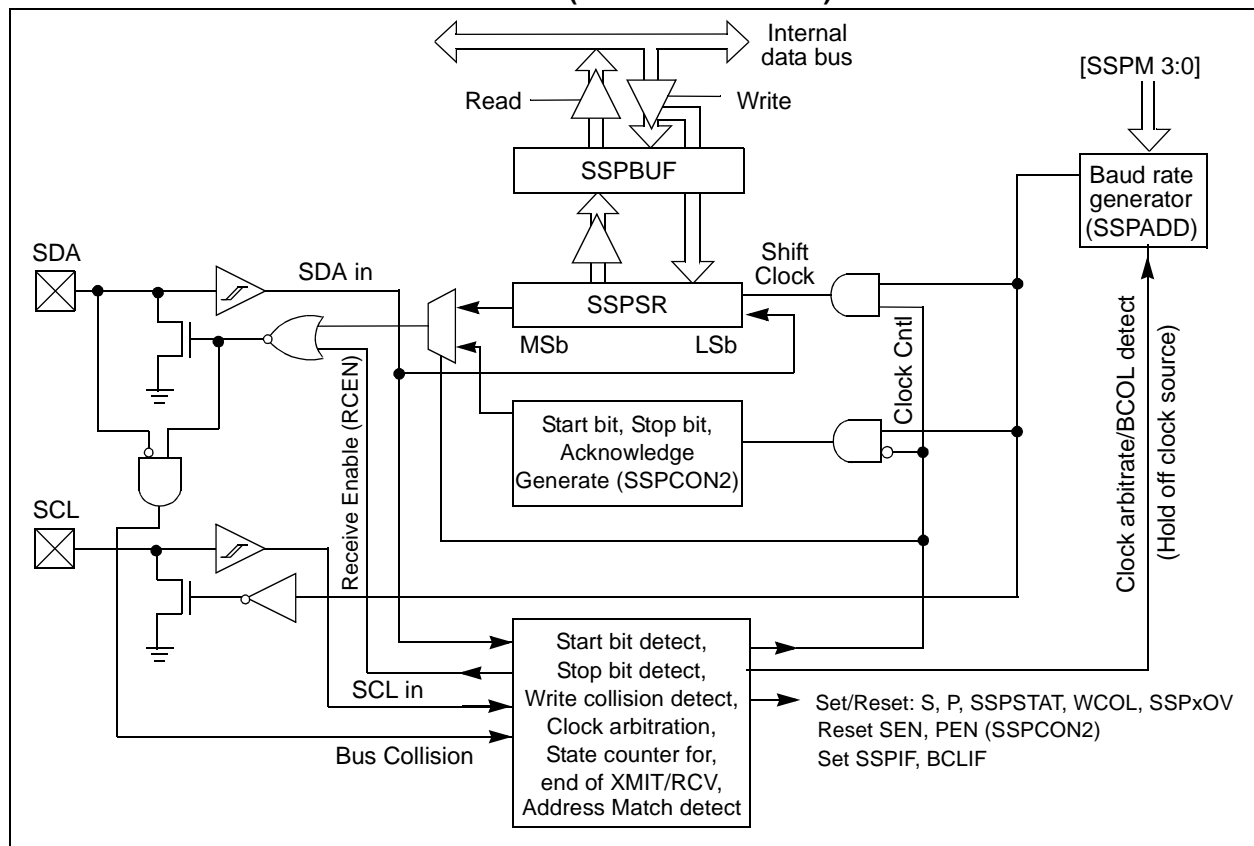 Internal
data bus
[SSPM 3:0]
Read
Write
SSPBUF
Baud rate
generator
(SSPADD)
SDA
SDA in
Shift
Clock
SSPSR
MSb
LSb
Clock Cntl
Clock arbitrate/BCOL detect
(Hold off clock source)
Receive Enable (RCEN)
Start bit, Stop bit,
Acknowledge
Generate (SSPCON2)
SCL
SCL in
Bus Collision
Start bit detect,
Stop bit detect,
Write collision detect,
Clock arbitration,
State counter for,
end of XMIT/RCV,
Address Match detect
Set/Reset: S, P, SSPSTAT, WCOL, SSPxOV
Reset SEN, PEN (SSPCON2)
Set SSPIF, BCLIF